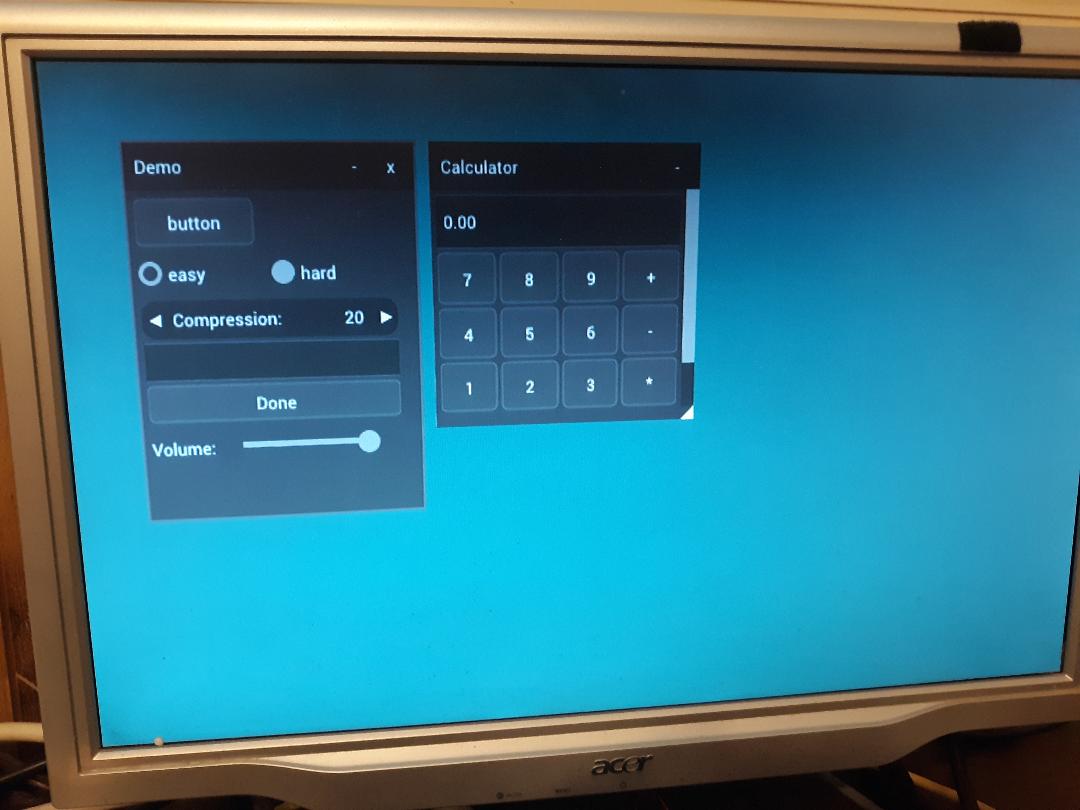 Demo - x
button
easy hard
◀ Compression: 20 ▶
Done
Volume:
Calculator -
0.00
7 8 9 +
4 5 6 -
1 2 3 *
acer